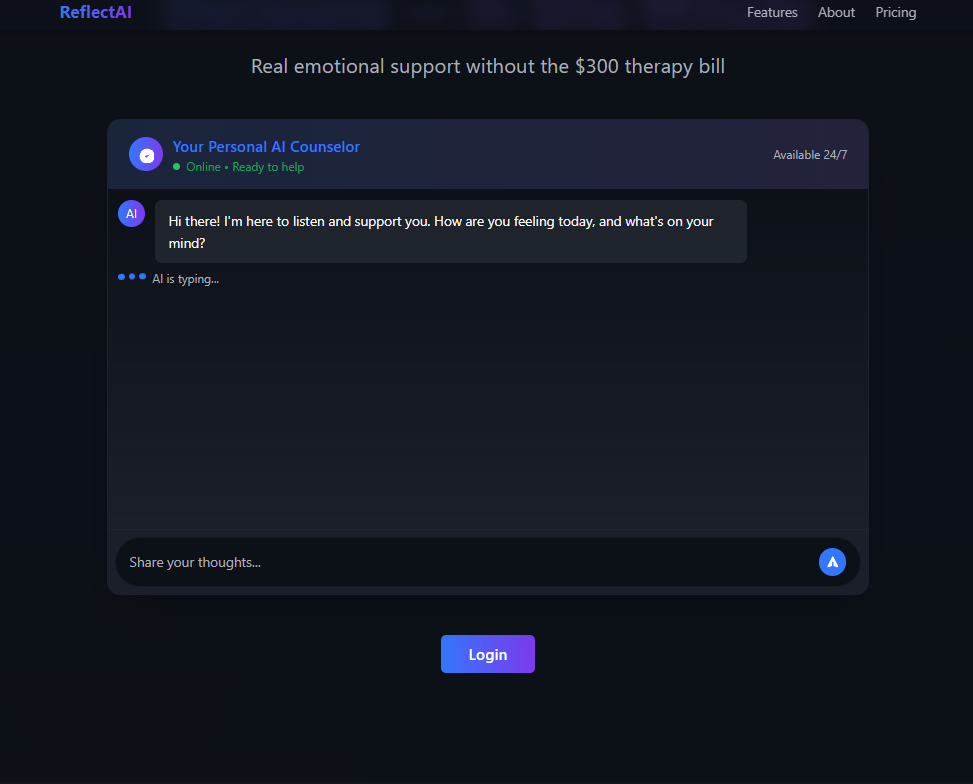 ReflectAI
Features About Pricing
Real emotional support without the $300 therapy bill
Your Personal AI Counselor
Online • Ready to help
Available 24/7
AI
Hi there! I'm here to listen and support you. How are you feeling today, and what's on your
mind?
AI is typing...
Share your thoughts...
Login